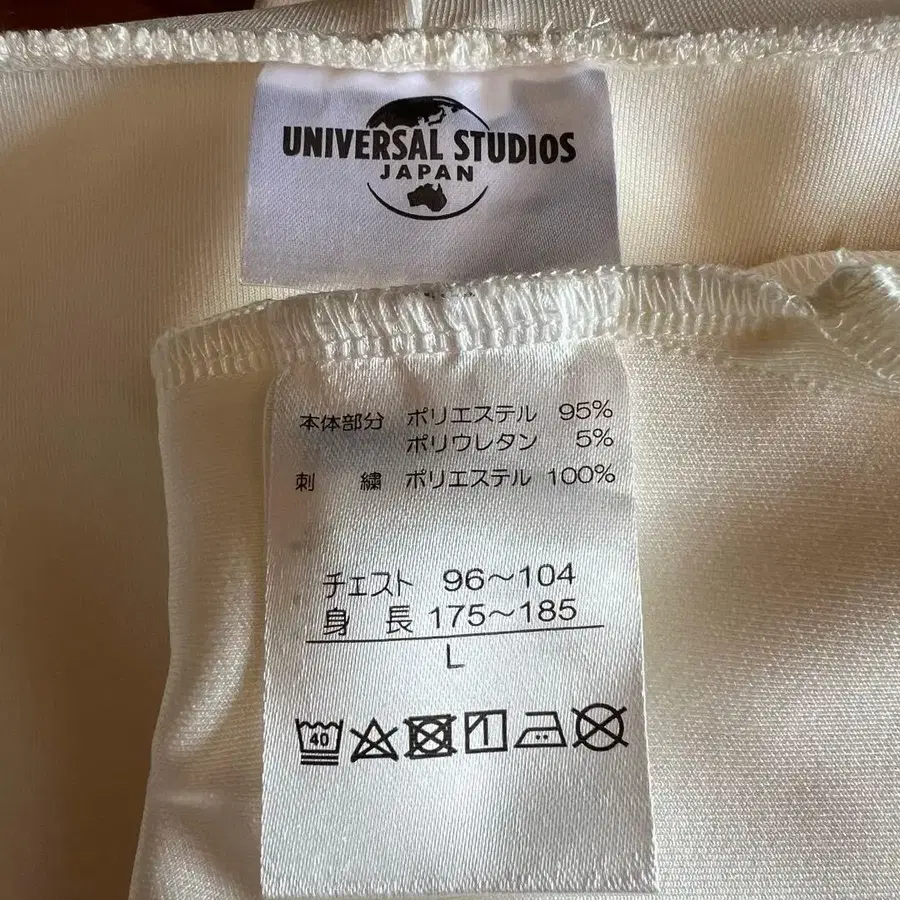 UNIVERSAL STUDIOS
JAPAN
本体部分 ポリエステル 95%
ポリウレタン 5%
刺 繍 ポリエステル 100%
チェスト 96〜104
身 長 175〜185
L
40